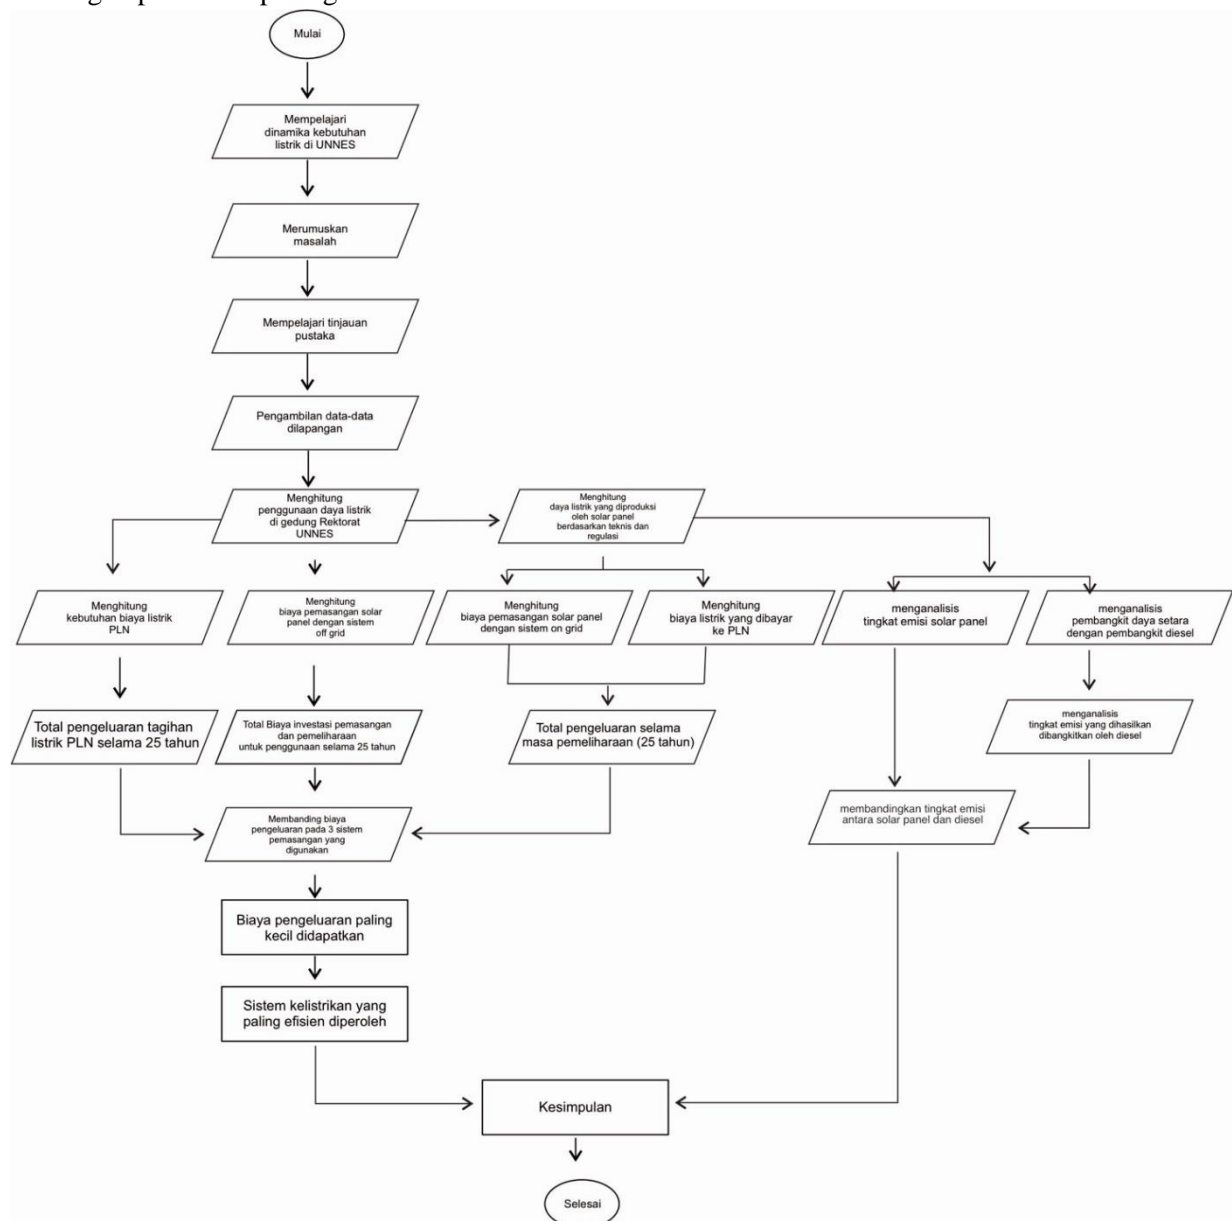 Mulai
Mempelajari
dinamika kebutuhan
listrik di UNNES
Merumuskan
masalah
Mempelajari tinjauan
pustaka
Pengambilan data-data
dilapangan
Menghitung
penggunaan daya listrik
di gedung Rektorat
UNNES
Menghitung
daya listrik yang diproduksi
oleh solar panel
berdasarkan teknis dan
regulasi
Menghitung
kebutuhan biaya listrik
PLN
Menghitung
biaya pemasangan solar
panel dengan sistem
off grid
Menghitung
biaya pemasangan solar panel
dengan sistem on grid
Menghitung
biaya listrik yang dibayar
ke PLN
menganalisis
tingkat emisi solar panel
menganalisis
pembangkit daya setara
dengan pembangkit diesel
Total pengeluaran tagihan
listrik PLN selama 25 tahun
Total Biaya investasi pemasangan
dan pemeliharaan
untuk penggunaan selama 25 tahun
Total pengeluaran selama
masa pemeliharaan (25 tahun)
menganalisis
tingkat emisi yang dihasilkan
dibangkitkan oleh diesel
Membanding biaya
pengeluaran pada 3 sistem
pemasangan yang
digunakan
membandingkan tingkat emisi
antara solar panel dan diesel
Biaya pengeluaran paling
kecil didapatkan
Sistem kelistrikan yang
paling efisien diperoleh
Kesimpulan
Selesai